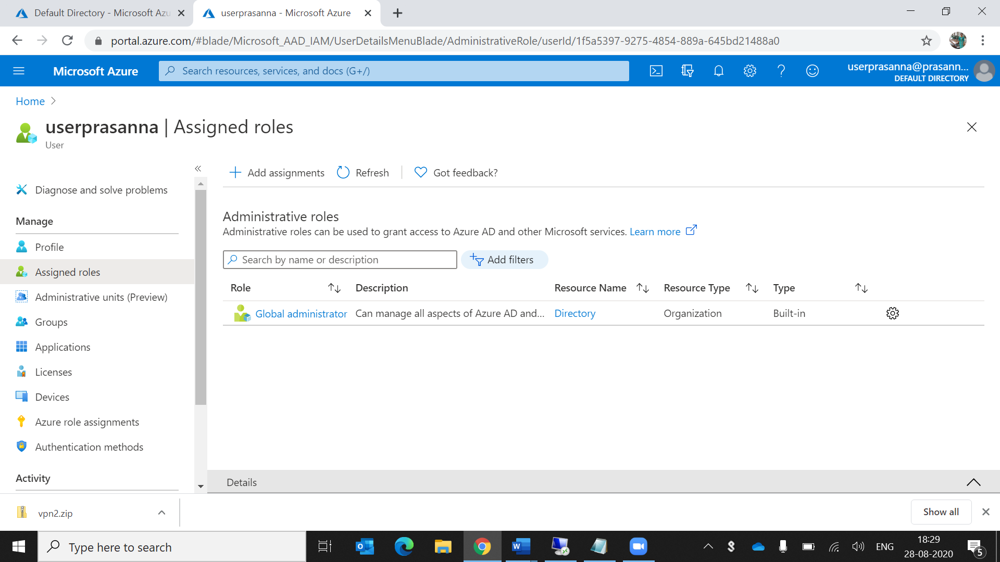 Default Directory - Microsoft Azu
userprasanna - Microsoft Azure
portal.azure.com/#blade/Microsoft_AAD_IAM/UserDetailsMenuBlade/AdministrativeRole/userId/1f5a5397-9275-4854-889a-645bd21488a0
Microsoft Azure
Search resources, services, and docs (G+/)
userprasanna@prasann...
DEFAULT DIRECTORY
Home
userprasanna | Assigned roles
User
Add assignments
Refresh
Got feedback?
Diagnose and solve problems
Manage
Profile
Assigned roles
Administrative units (Preview)
Groups
Applications
Licenses
Devices
Azure role assignments
Authentication methods
Activity
Administrative roles
Administrative roles can be used to grant access to Azure AD and other Microsoft services. Learn more
Search by name or description
Add filters
Role Description Resource Name Resource Type Type
Global administrator Can manage all aspects of Azure AD and... Directory Organization Built-in
Details
vpn2.zip
Show all
Type here to search
ENG
18:29
28-08-2020
5